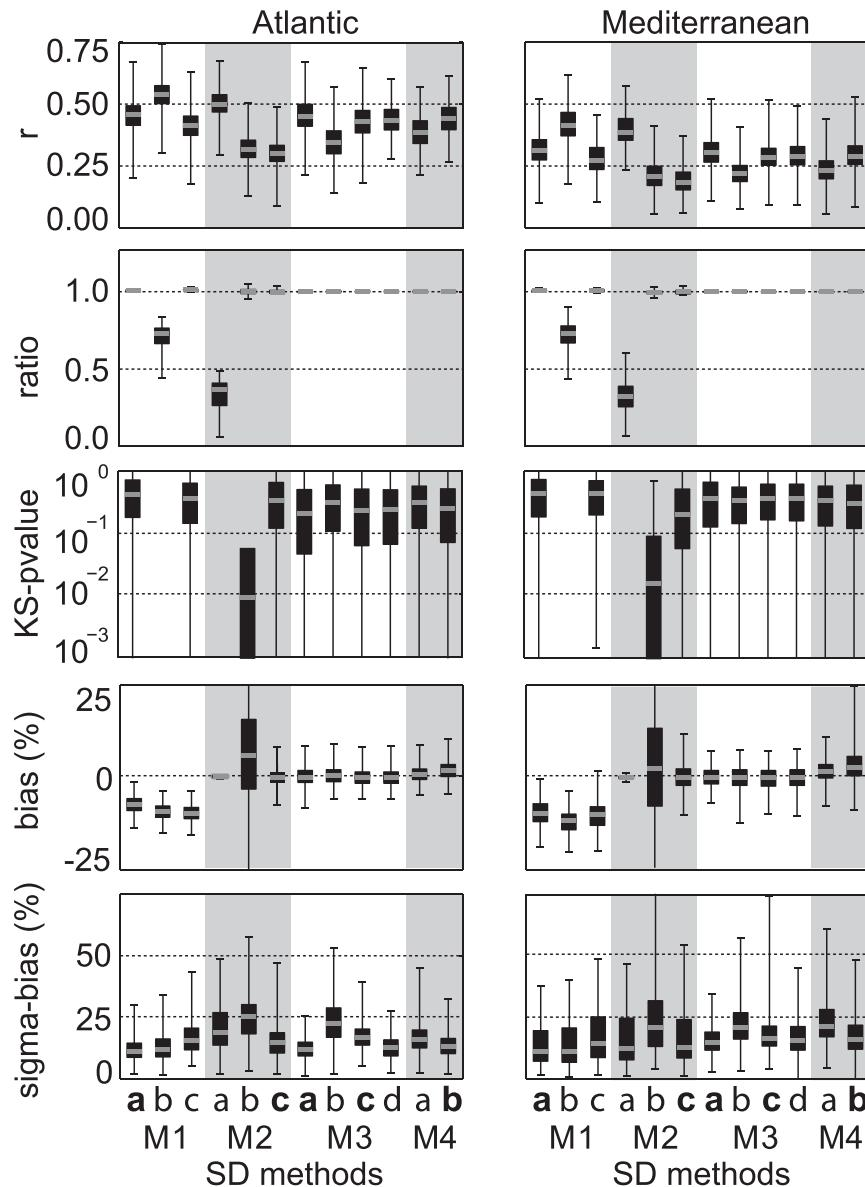 Atlantic Mediterranean
r
0.75
0.50
0.25
0.00
ratio
1.0
0.5
0.0
KS-pvalue
10^0
10^−1
10^−2
10^−3
bias (%)
25
0
-25
sigma-bias (%)
50
25
0
a b c a b c a b c d a b a b c a b c a b c d a b
M1 M2 M3 M4 M1 M2 M3 M4
SD methods SD methods